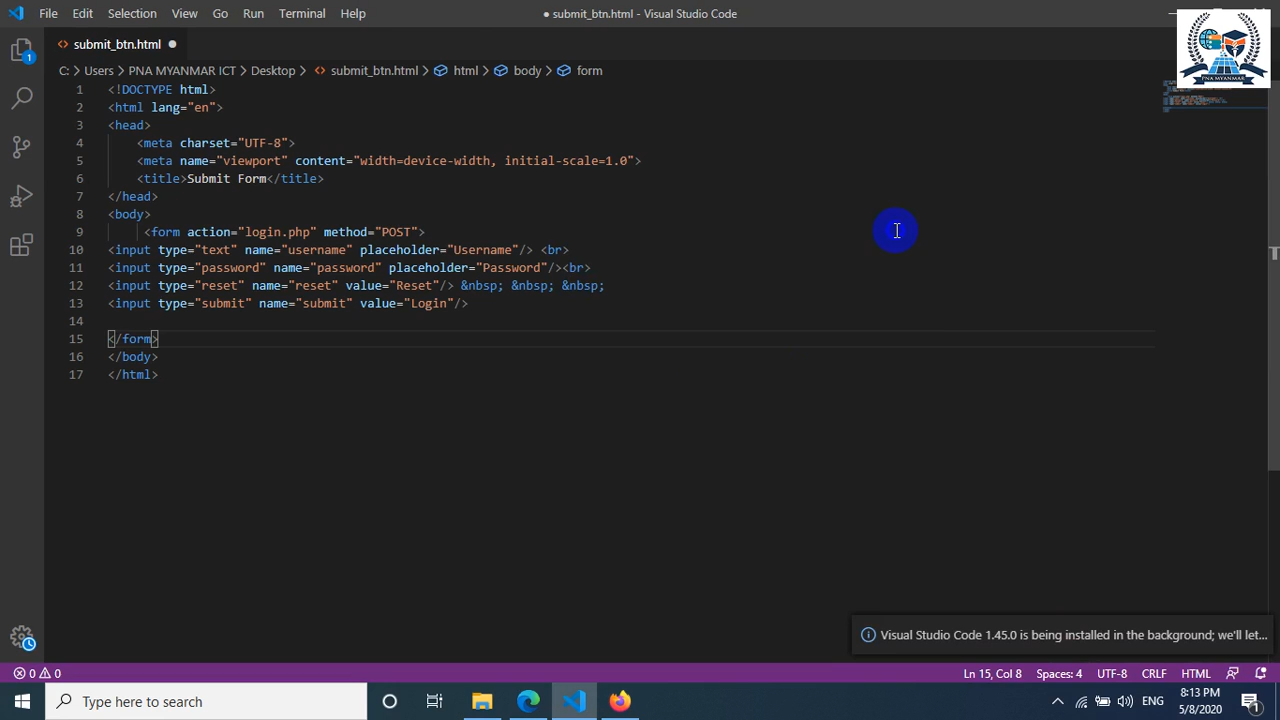 File Edit Selection View Go Run Terminal Help
● submit_btn.html - Visual Studio Code
submit_btn.html ●
C: > Users > PNA MYANMAR ICT > Desktop > submit_btn.html > html > > form
PNA MYANMAR
1 <!DOCTYPE html>
2 <html lang="en">
3 <head>
4 <meta charset="UTF-8">
5 <meta name="viewport" content="width=device-width, initial-scale=1.0">
6 <title>Submit Form</title>
7 </head>
8 <body>
9 <form action="login.php" method="POST">
10 <input type="text" name="username" placeholder="Username"/> <br>
11 <input type="password" name="password" placeholder="Password"/><br>
12 <input type="reset" name="reset" value="Reset"/> &nbsp; &nbsp; &nbsp;
13 <input type="submit" name="submit" value="Login"/>
14
15 </form>
16 </body>
17 </html>
1
Visual Studio Code 1.45.0 is being installed in the background; we'll let...
0 0
Ln 15, Col 8 Spaces: 4 UTF-8 CRLF HTML
Type here to search
ENG
8:13 PM
5/8/2020
1